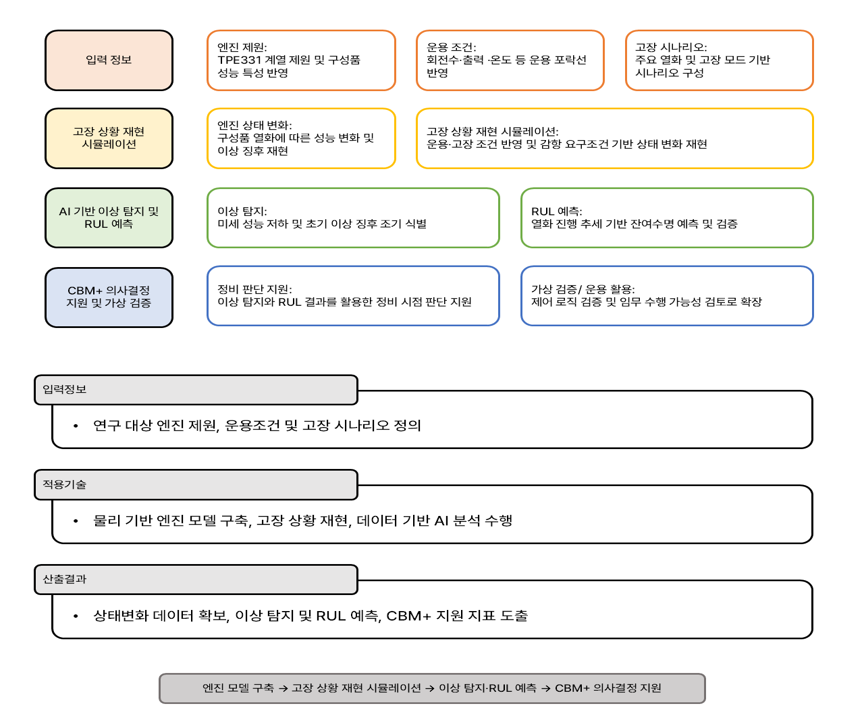 입력 정보
엔진 제원:
TPE331 계열 제원 및 구성품
성능 특성 반영
운용 조건:
회전수·출력 ·온도 등 운용 포락선
반영
고장 시나리오:
주요 열화 및 고장 모드 기반
시나리오 구성
고장 상황 재현
시뮬레이션
엔진 상태 변화:
구성품 열화에 따른 성능 변화 및
이상 징후 재현
고장 상황 재현 시뮬레이션:
운용·고장 조건 반영 및 감항 요구조건 기반 상태 변화 재현
AI 기반 이상 탐지 및
RUL 예측
이상 탐지:
미세 성능 저하 및 초기 이상 징후 조기 식별
RUL 예측:
열화 진행 추세 기반 잔여수명 예측 및 검증
CBM+ 의사결정
지원 및 가상 검증
정비 판단 지원:
이상 탐지와 RUL 결과를 활용한 정비 시점 판단 지원
가상 검증/ 운용 활용:
제어 로직 검증 및 임무 수행 가능성 검토로 확장
입력정보
• 연구 대상 엔진 제원, 운용조건 및 고장 시나리오 정의
적용기술
• 물리 기반 엔진 모델 구축, 고장 상황 재현, 데이터 기반 AI 분석 수행
산출결과
• 상태변화 데이터 확보, 이상 탐지 및 RUL 예측, CBM+ 지원 지표 도출
엔진 모델 구축 → 고장 상황 재현 시뮬레이션 → 이상 탐지·RUL 예측 → CBM+ 의사결정 지원